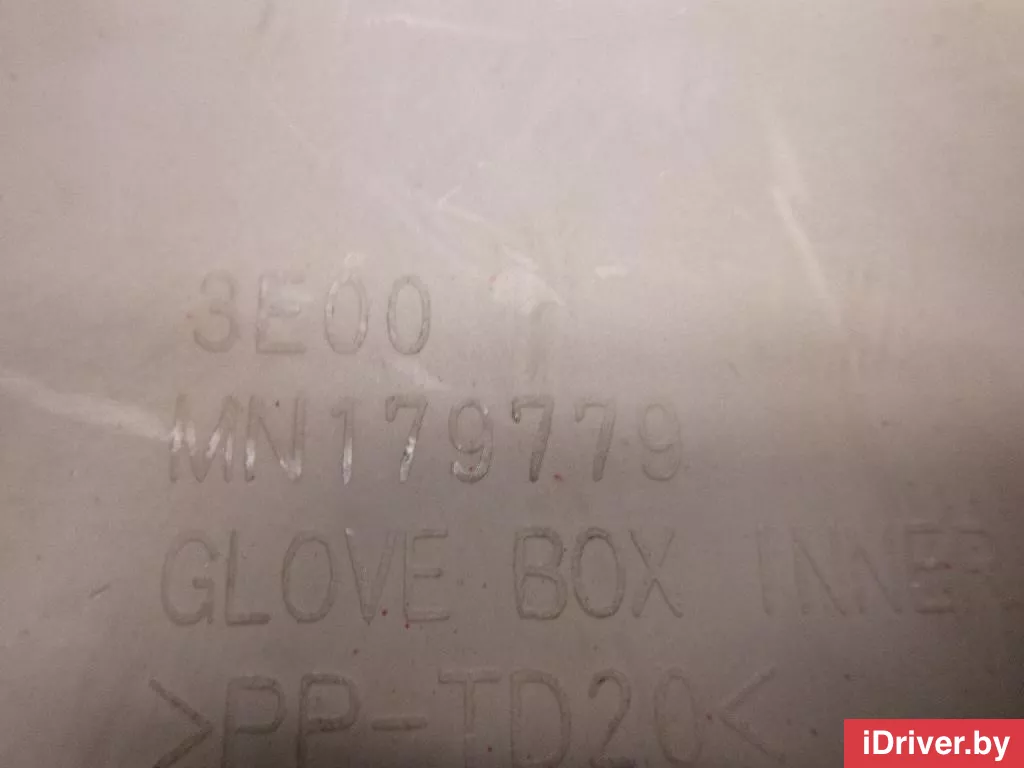 3E00
MN179779
GLOVE BOX INNER
>PP-TD20<
iDriver.by